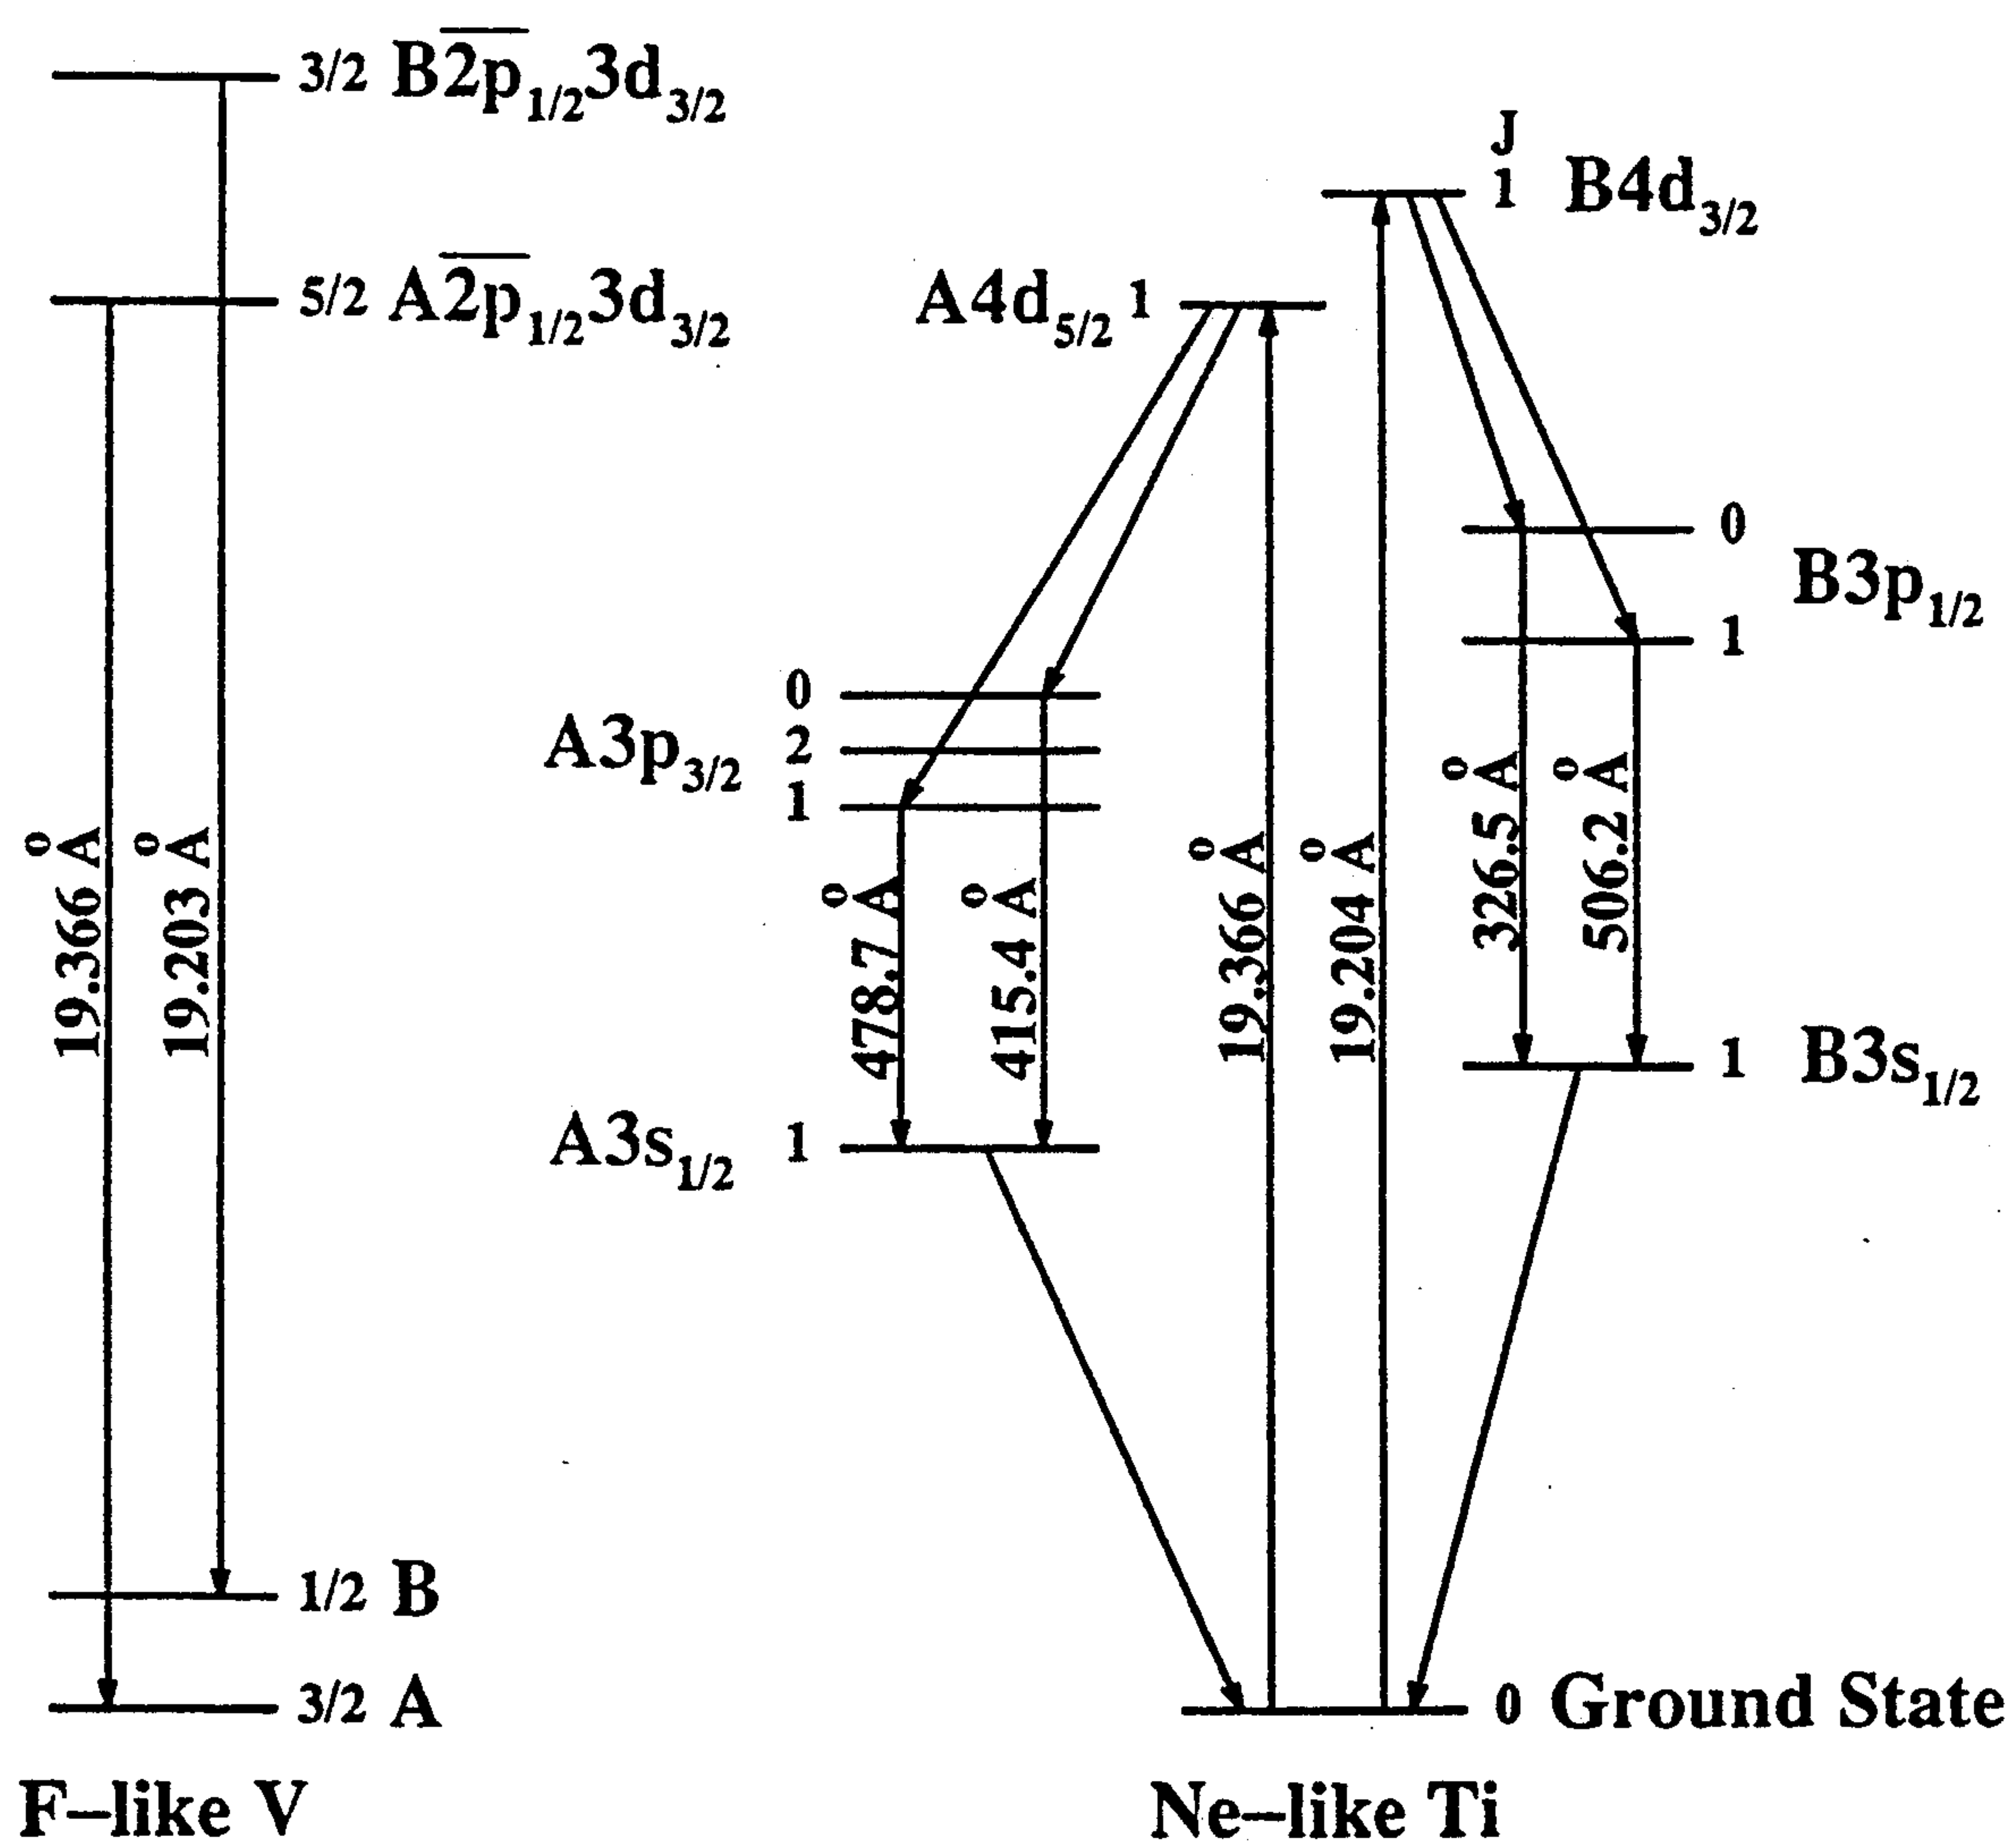 3/2 B2p1/23d3/2
5/2 A2p1/23d3/2
19.366 Å
19.203 Å
1/2 B
3/2 A
F–like V
J
1 B4d3/2
A4d5/2 1
0
B3p1/2
1
0
A3p3/2
2
1
478.7 Å
415.4 Å
19.366 Å
19.204 Å
326.5 Å
506.2 Å
1 B3s1/2
A3s1/2 1
0 Ground State
Ne–like Ti